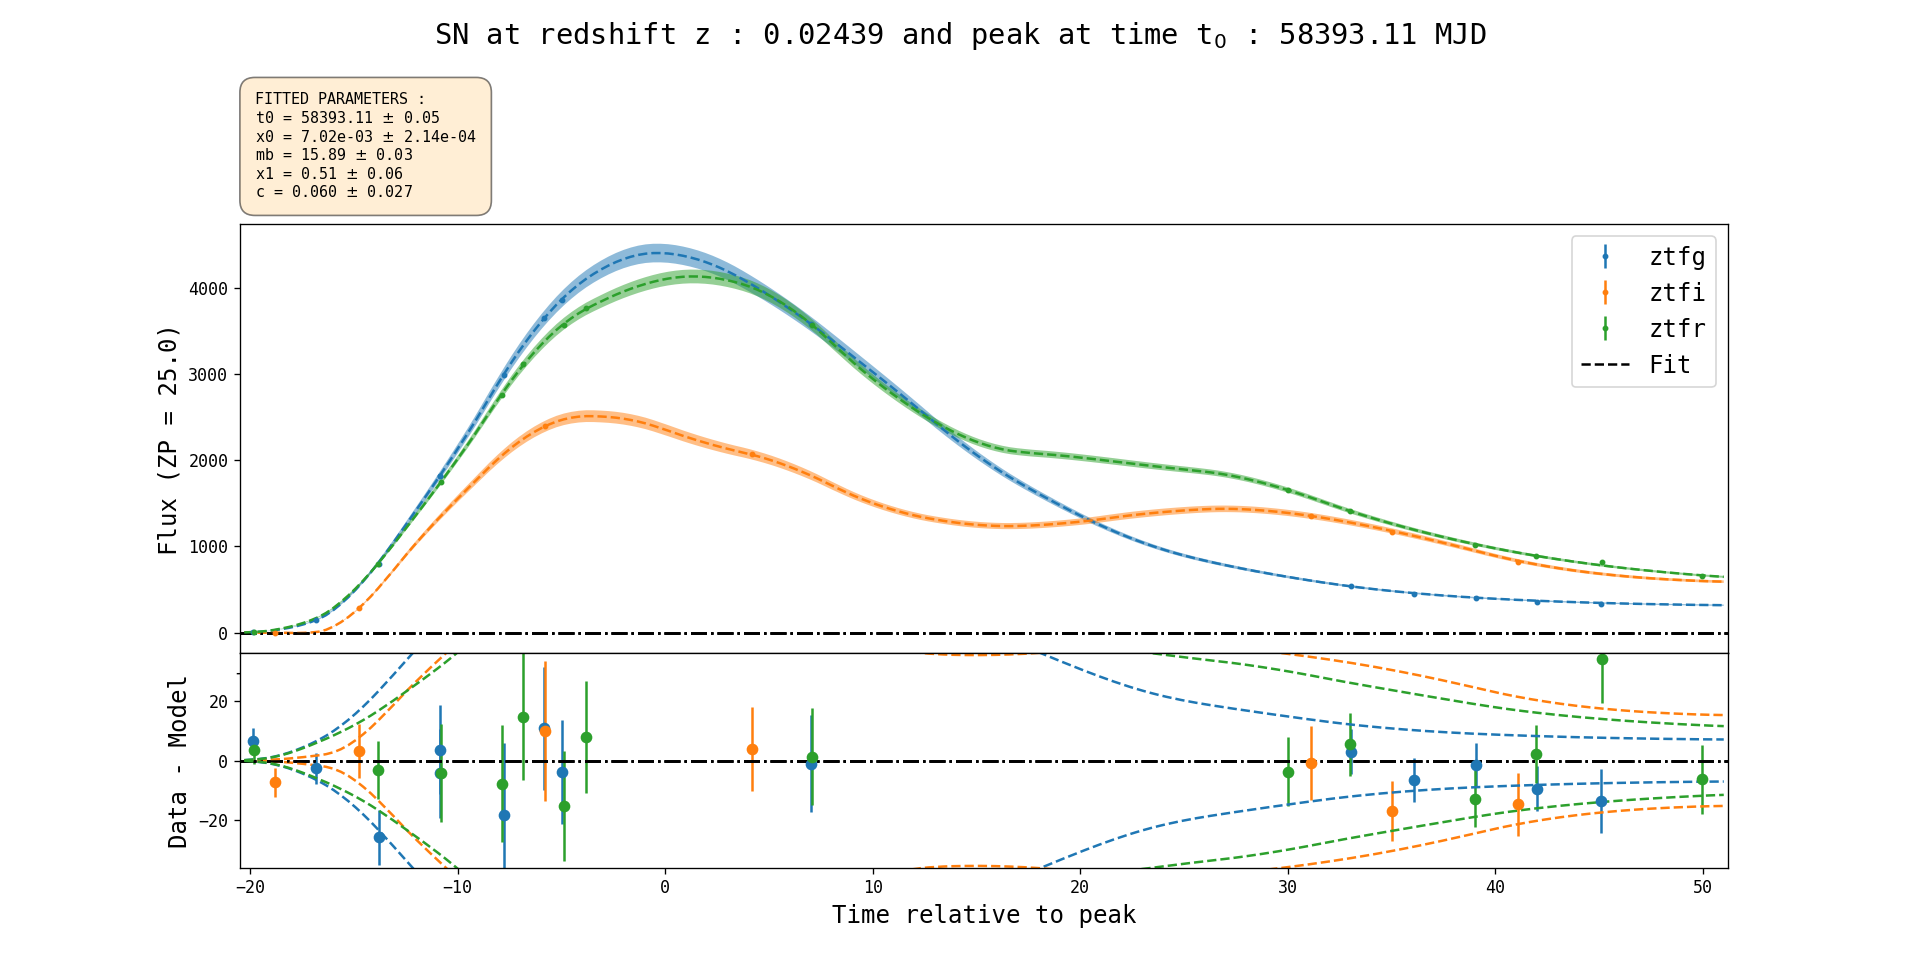 SN at redshift z : 0.02439 and peak at time t₀ : 58393.11 MJD
FITTED PARAMETERS :
t0 = 58393.11 ± 0.05
x0 = 7.02e-03 ± 2.14e-04
mb = 15.89 ± 0.03
x1 = 0.51 ± 0.06
c = 0.060 ± 0.027
ztfg
ztfi
ztfr
Fit
Flux (ZP = 25.0)
4000
3000
2000
1000
0
Data - Model
20
0
−20
−20
−10
0
10
20
30
40
50
Time relative to peak